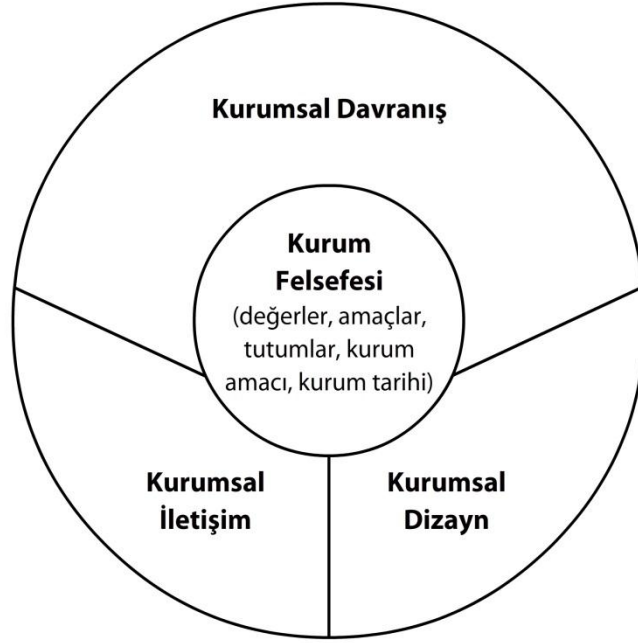 Kurumsal Davranış
Kurum
Felsefesi
(değerler, amaçlar,
tutumlar, kurum
amacı, kurum tarihi)
Kurumsal
İletişim
Kurumsal
Dizayn